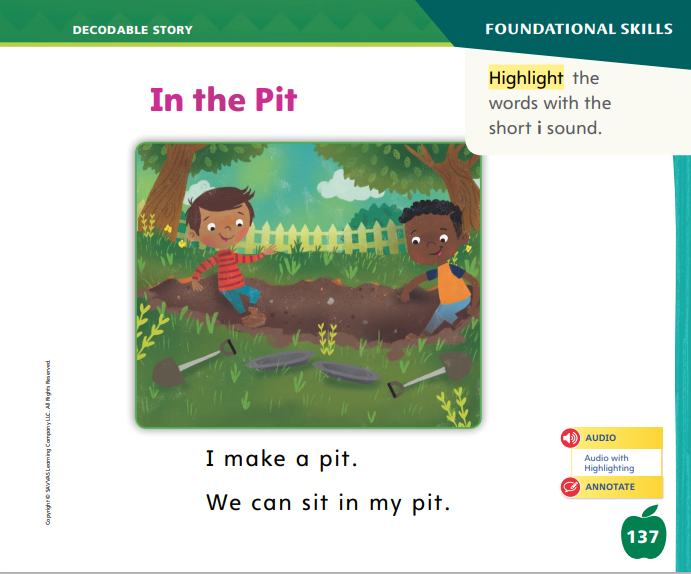 DECODABLE STORY
FOUNDATIONAL SKILLS
Highlight the
words with the
short i sound.
In the Pit
I make a pit.
We can sit in my pit.
AUDIO
Audio with
Highlighting
ANNOTATE
137
Copyright © SAVVAS Learning Company LLC. All Rights Reserved.